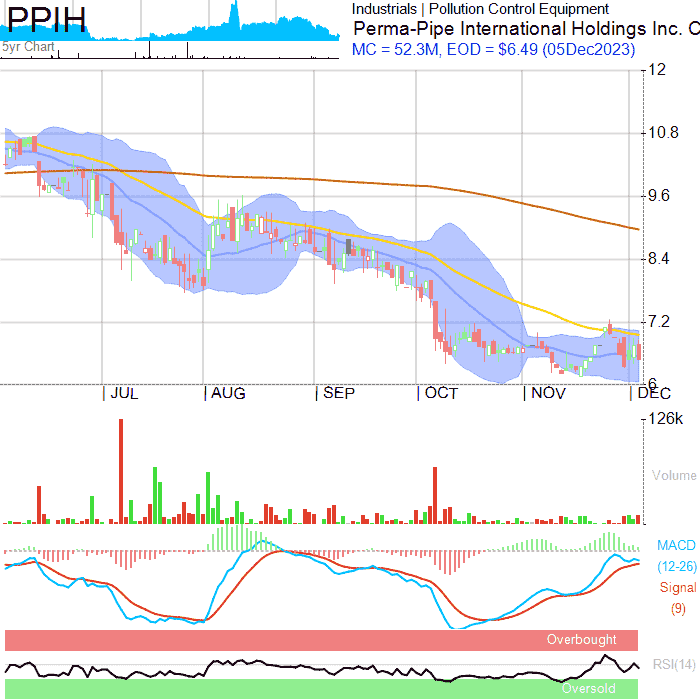 PPIH
5yr Chart
Industrials | Pollution Control Equipment
Perma-Pipe International Holdings Inc. C
MC = 52.3M, EOD = $6.49 (05Dec2023)
12
10.8
9.6
8.4
7.2
6
JUL AUG SEP OCT NOV DEC
126k
Volume
MACD
(12-26)
Signal
(9)
Overbought
RSI(14)
Oversold